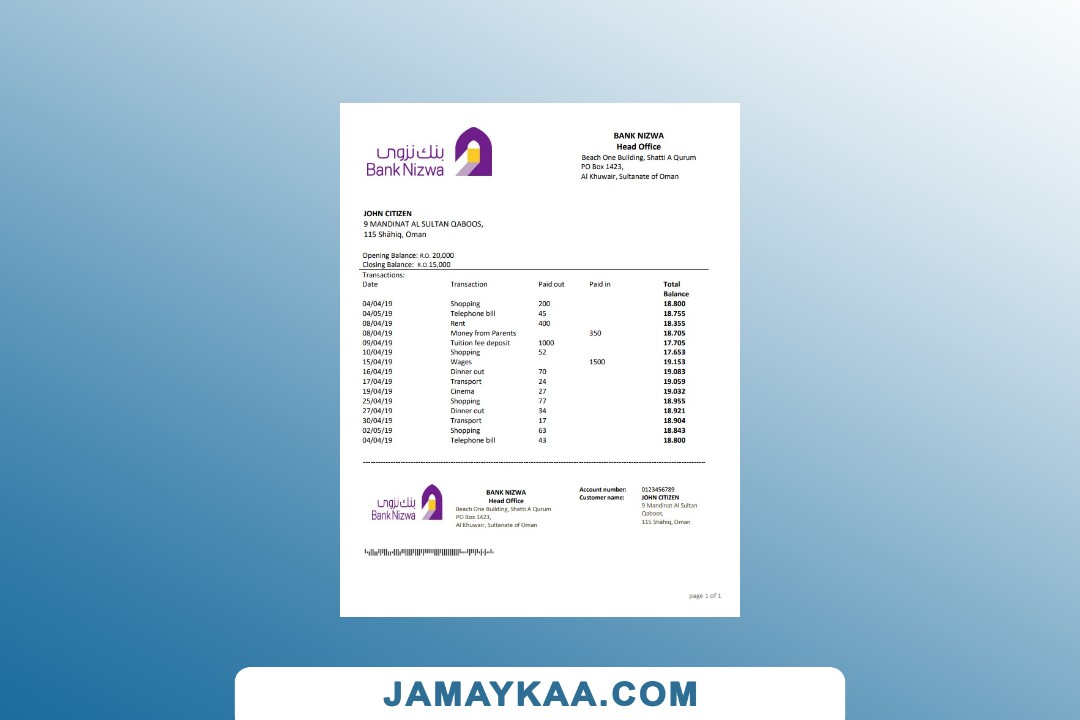 بنك نزوى
Bank Nizwa
BANK NIZWA
Head Office
Beach One Building, Shatti A Qurum
PO Box 1423,
Al Khuwair, Sultanate of Oman
JOHN CITIZEN
9 MANDINAT AL SULTAN QABOOS,
115 Shāhiq, Oman
Opening Balance: R.O. 20,000
Closing Balance: R.O.15,000
Transactions:
Date Transaction Paid out Paid in Total
Balance
04/04/19 Shopping 200 18.800
04/05/19 Telephone bill 45 18.755
08/04/19 Rent 400 18.355
08/04/19 Money from Parents 350 18.705
09/04/19 Tuition fee deposit 1000 17.705
10/04/19 Shopping 52 17.653
15/04/19 Wages 1500 19.153
16/04/19 Dinner out 70 19.083
17/04/19 Transport 24 19.059
19/04/19 Cinema 27 19.032
25/04/19 Shopping 77 18.955
27/04/19 Dinner out 34 18.921
30/04/19 Transport 17 18.904
02/05/19 Shopping 63 18.843
04/04/19 Telephone bill 43 18.800
بنك نزوى
Bank Nizwa
BANK NIZWA
Head Office
Beach One Building, Shatti A Qurum
PO Box 1423,
Al Khuwair, Sultanate of Oman
Account number: 0123456789
Customer name: JOHN CITIZEN
9 Mandinat Al Sultan
Qaboos,
115 Shāhiq, Oman
page 1 of 1
JAMAYKAA.COM